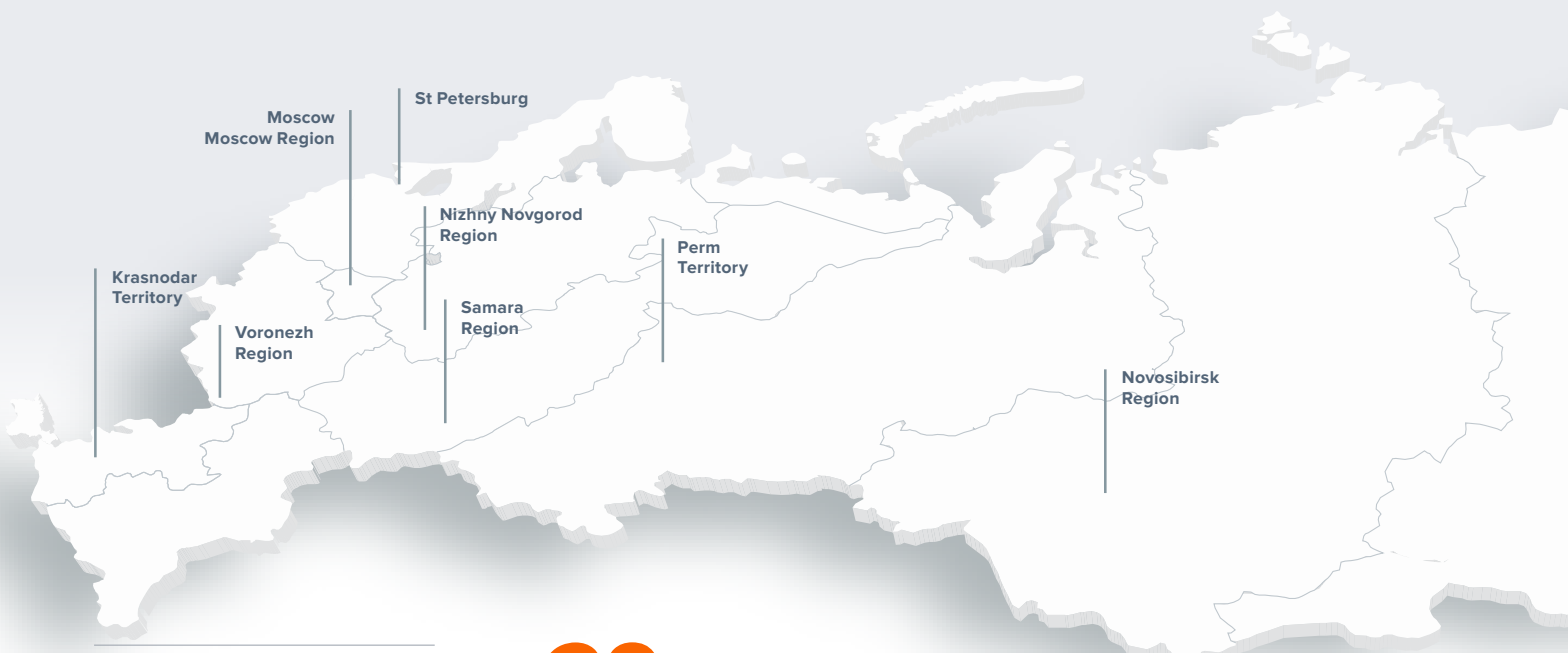 St Petersburg
Moscow
Moscow Region
Nizhny Novgorod
Region
Perm
Territory
Krasnodar
Territory
Samara
Region
Voronezh
Region
Novosibirsk
Region